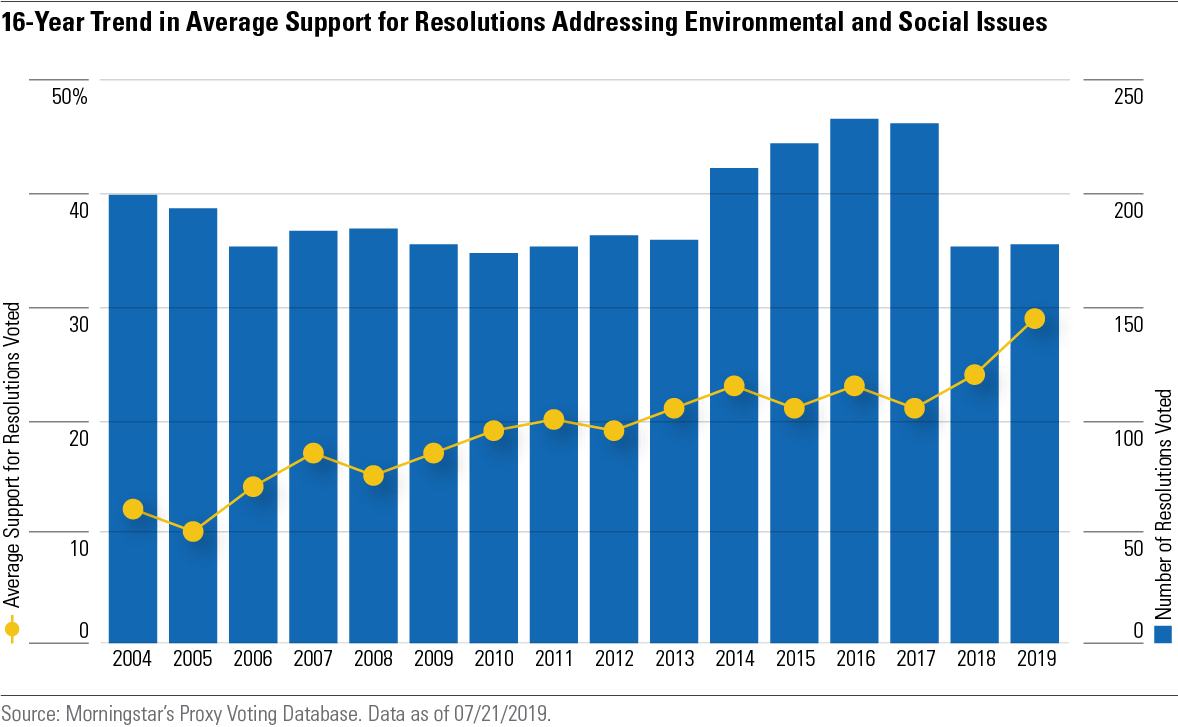 16-Year Trend in Average Support for Resolutions Addressing Environmental and Social Issues
50%
40
30
20
10
0
Average Support for Resolutions Voted
250
200
150
100
50
0
Number of Resolutions Voted
2004 2005 2006 2007 2008 2009 2010 2011 2012 2013 2014 2015 2016 2017 2018 2019
Source: Morningstar’s Proxy Voting Database. Data as of 07/21/2019.